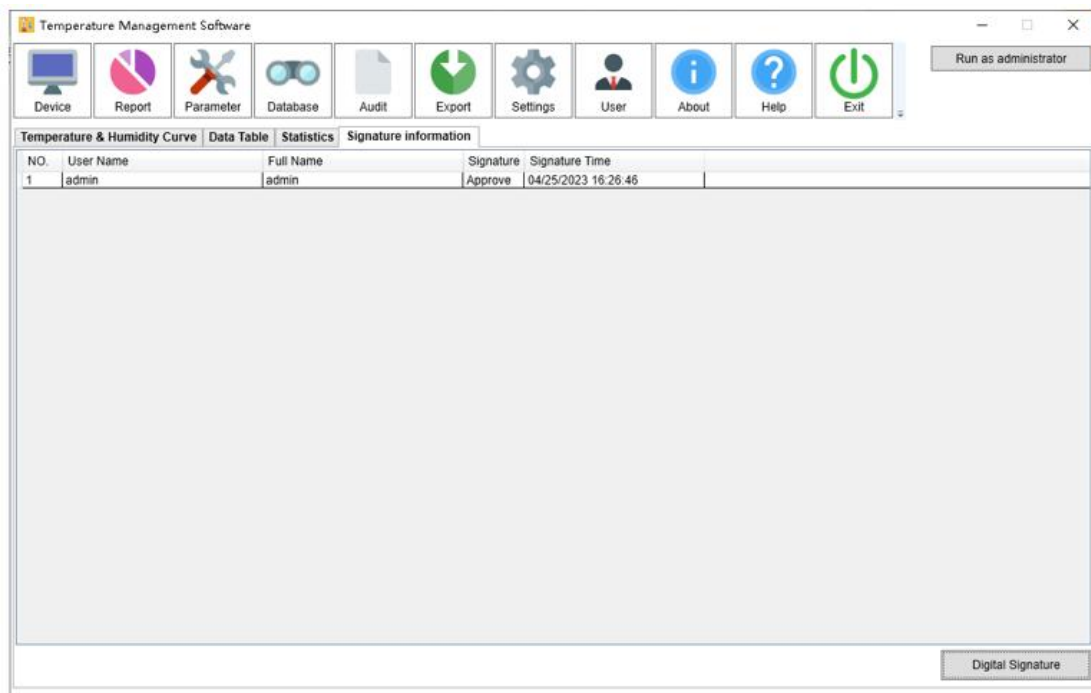 Temperature Management Software
Run as administrator
Device Report Parameter Database Audit Export Settings User About Help Exit
Temperature & Humidity Curve Data Table Statistics Signature information
NO. User Name Full Name Signature Signature Time
1 admin admin Approve 04/25/2023 16:26:46
Digital Signature